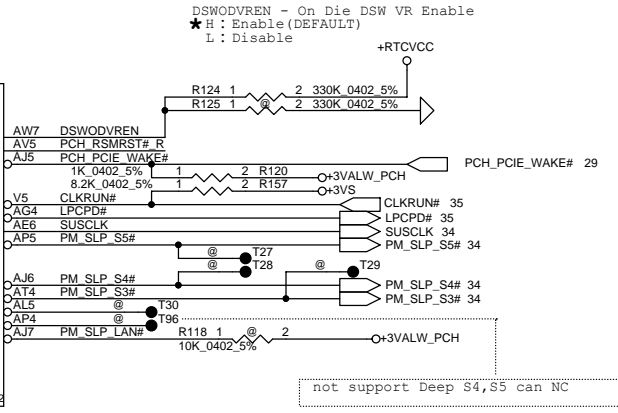 DSWODVREN - On Die DSW VR Enable
★ H : Enable(DEFAULT)
L : Disable
+RTCVCC
R124 1 2 330K_0402_5%
R125 1 @ 2 330K_0402_5%
AW7 DSWODVREN
AV5 PCH_RSMRST#_R
AJ5 PCH_PCIE_WAKE# PCH_PCIE_WAKE# 29
1K_0402_5% 1 2 R120 +3VALW_PCH
8.2K_0402_5% 1 2 R157 +3VS
V5 CLKRUN# CLKRUN# 35
AG4 LPCPD# LPCPD# 35
AE6 SUSCLK SUSCLK 34
AP5 PM_SLP_S5# PM_SLP_S5# 34
@ T27
@ T28 @ T29
AJ6 PM_SLP_S4# PM_SLP_S4# 34
AT4 PM_SLP_S3# PM_SLP_S3# 34
AL5 @ T30
AP4 @ T96
AJ7 PM_SLP_LAN# R118 1 @ 2 +3VALW_PCH
10K_0402_5%
not support Deep S4,S5 can NC